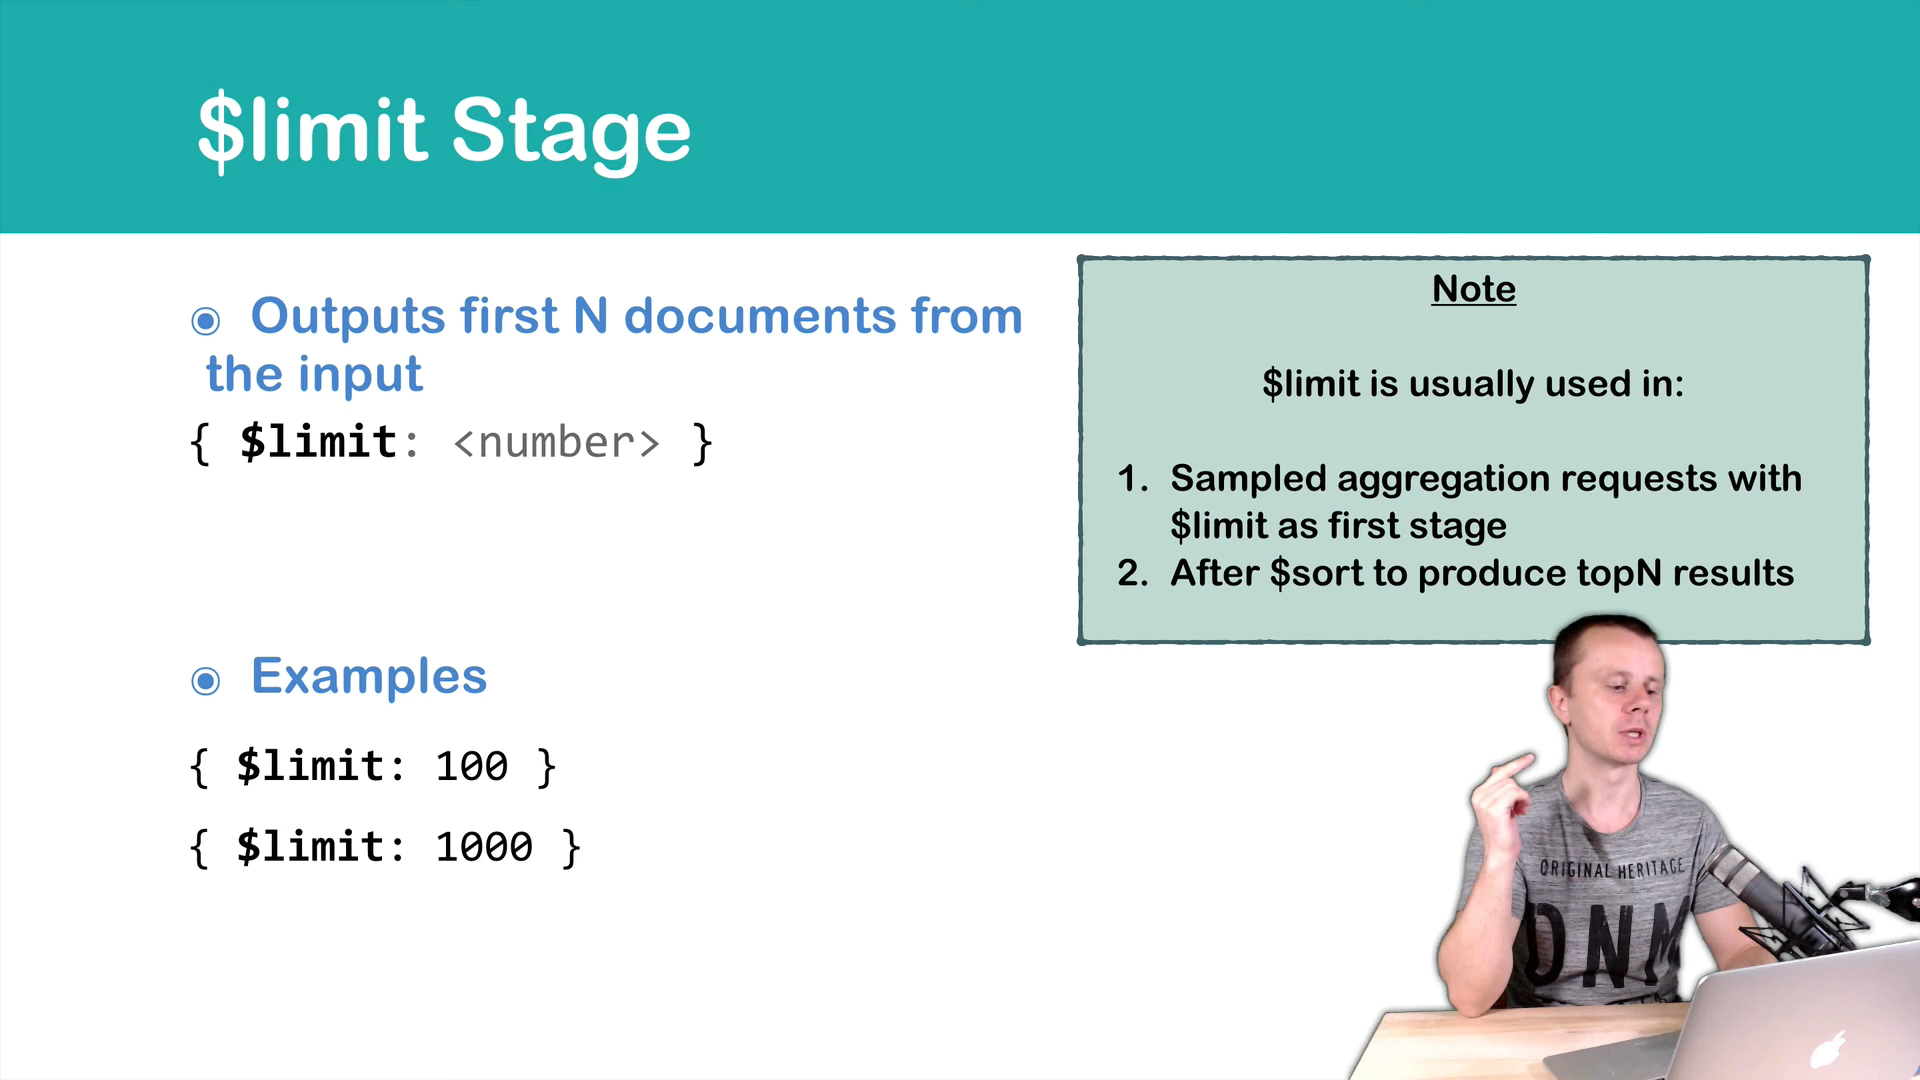 $limit Stage
◉ Outputs first N documents from
the input
{ $limit: <number> }
◉ Examples
{ $limit: 100 }
{ $limit: 1000 }
Note
$limit is usually used in:
1. Sampled aggregation requests with
$limit as first stage
2. After $sort to produce topN results
ORIGINAL HERITAGE
DNM